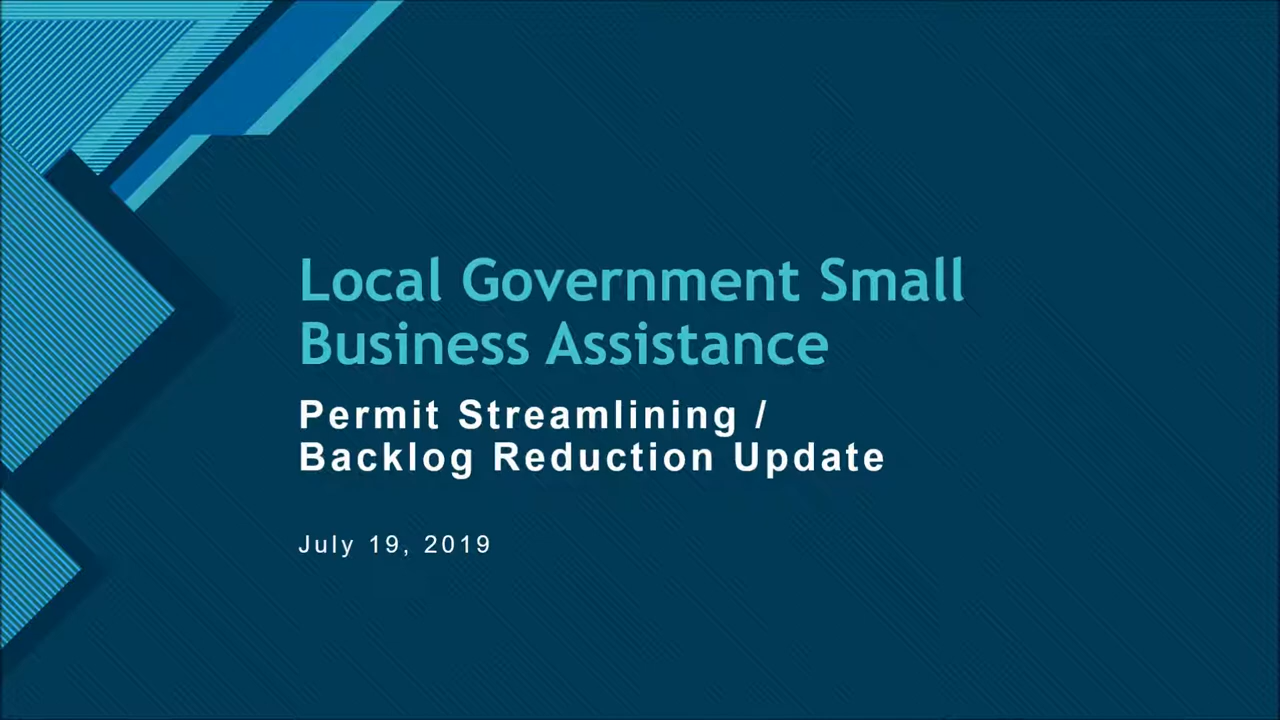 Local Government Small
Business Assistance
Permit Streamlining /
Backlog Reduction Update
July 19, 2019